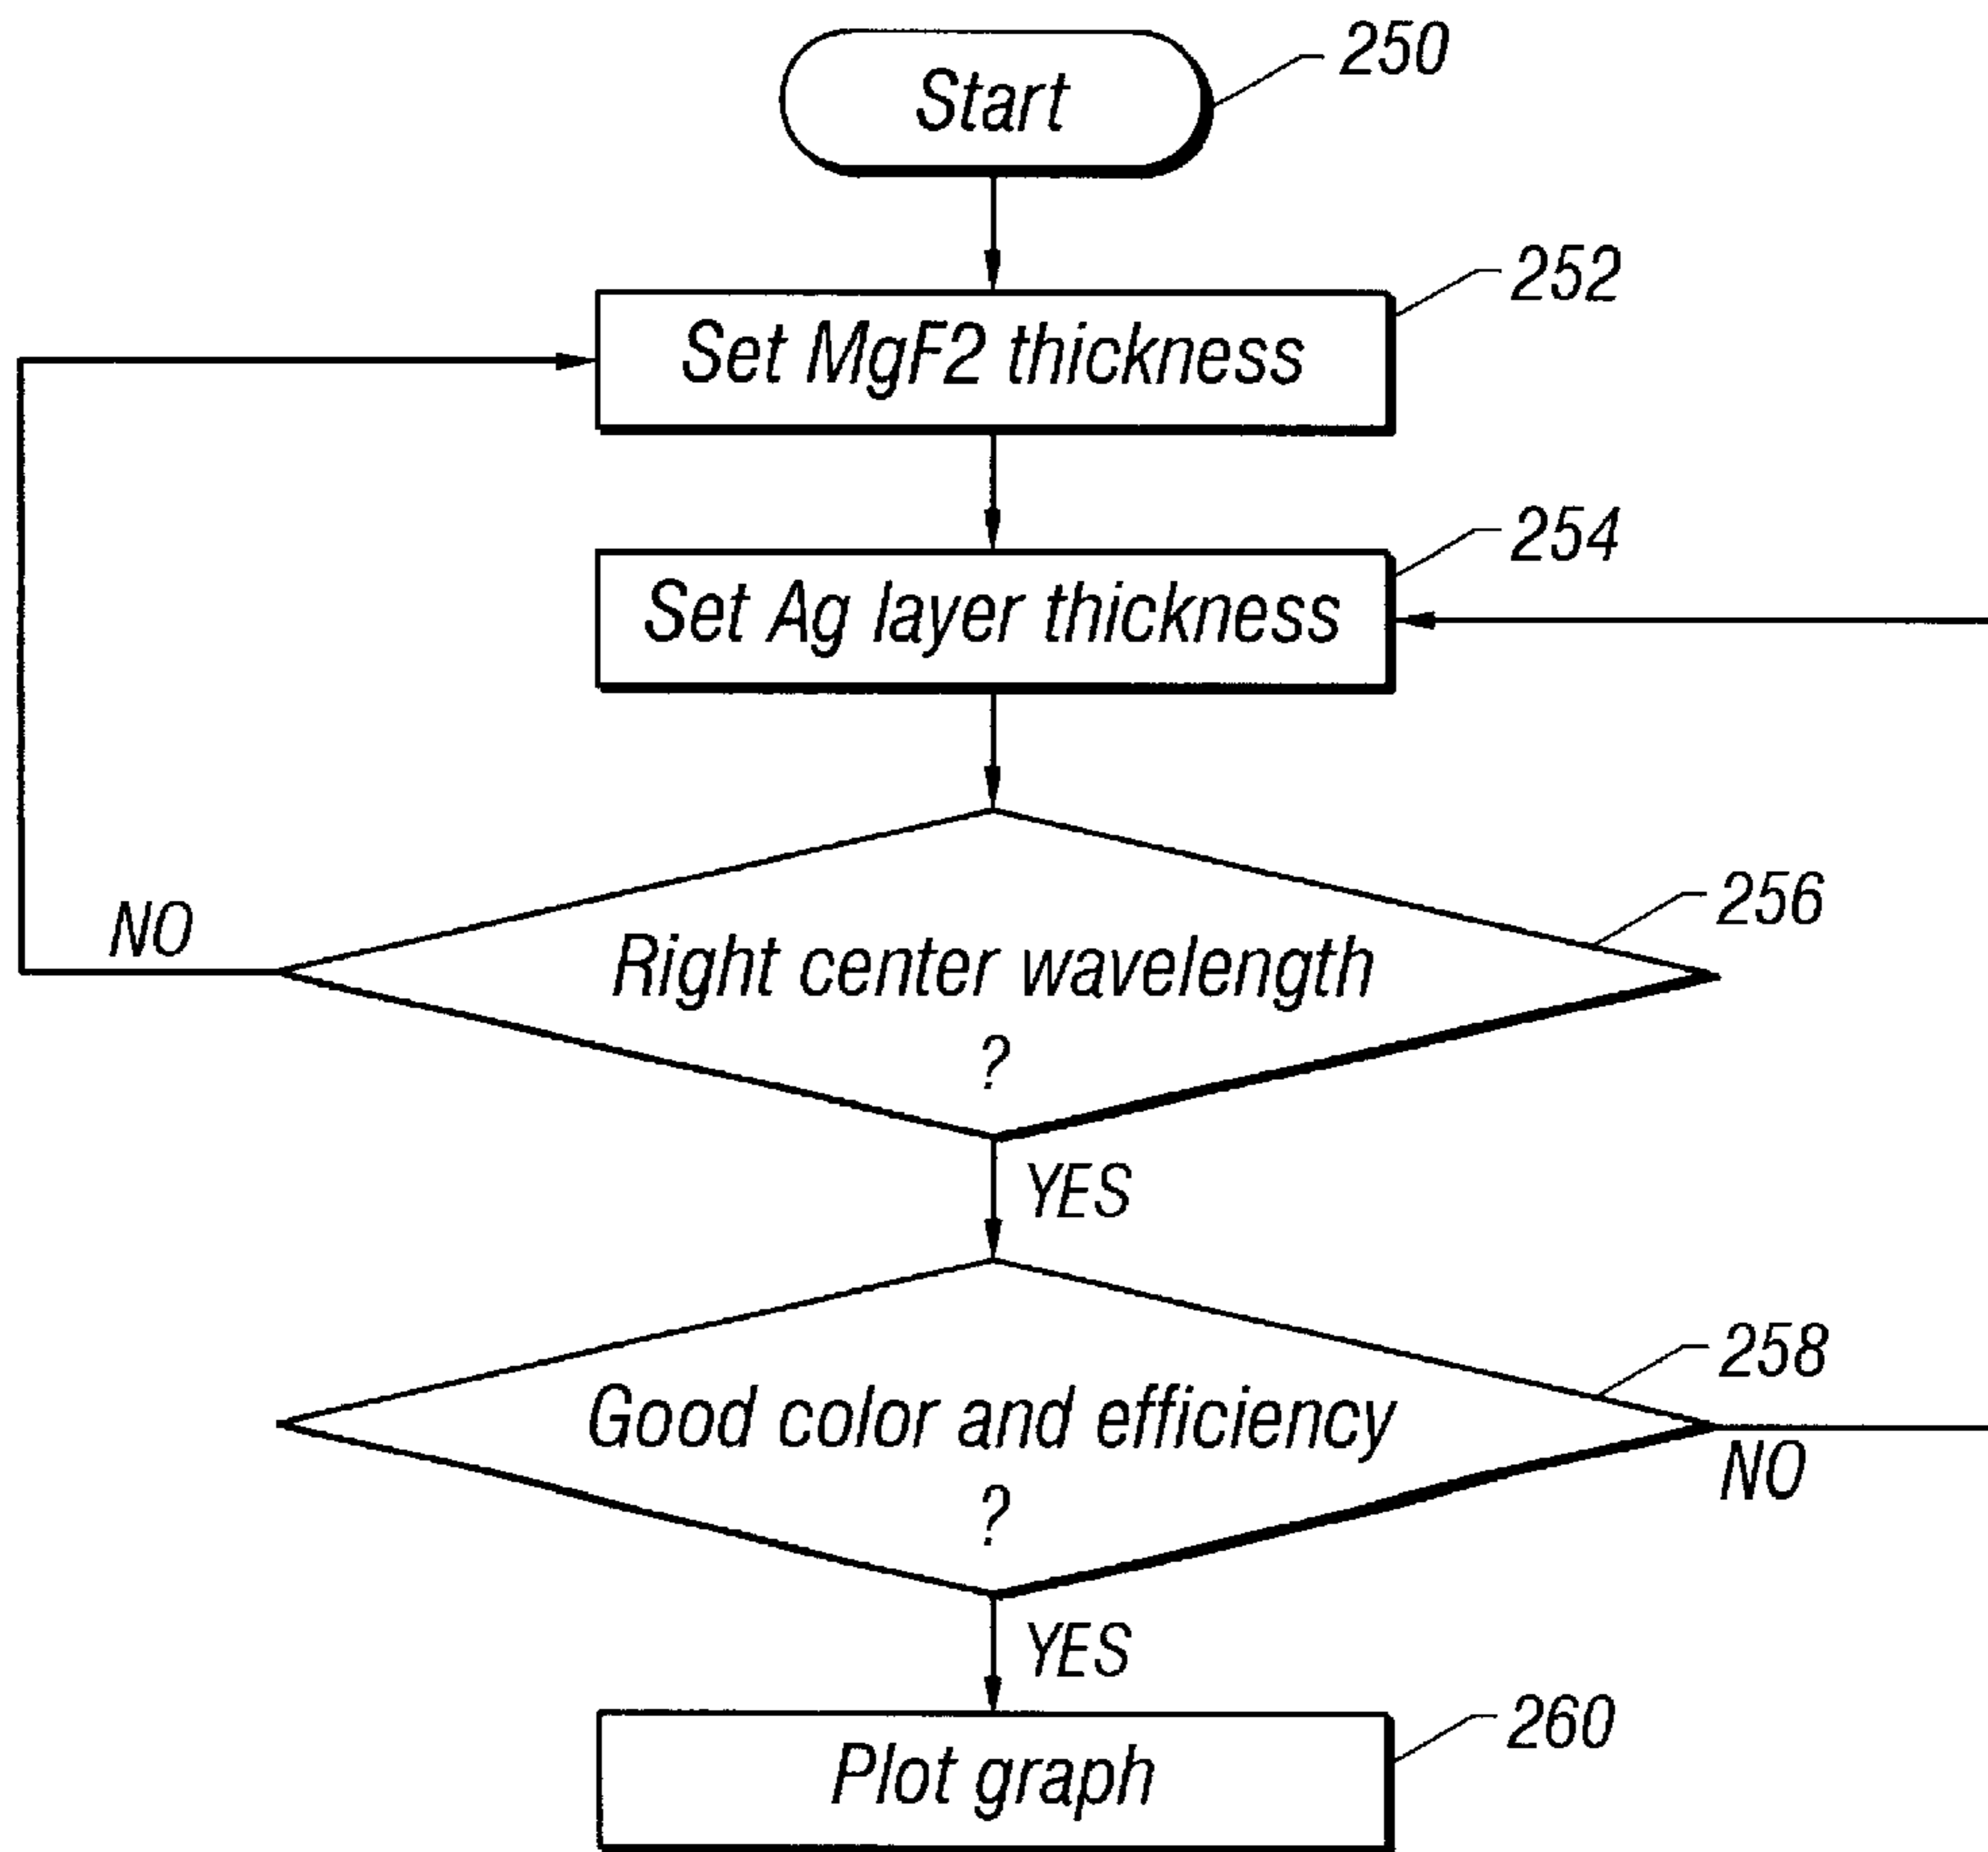 Start
250
Set MgF2 thickness
252
Set Ag layer thickness
254
Right center wavelength
?
256
NO
YES
Good color and efficiency
?
258
NO
YES
Plot graph
260